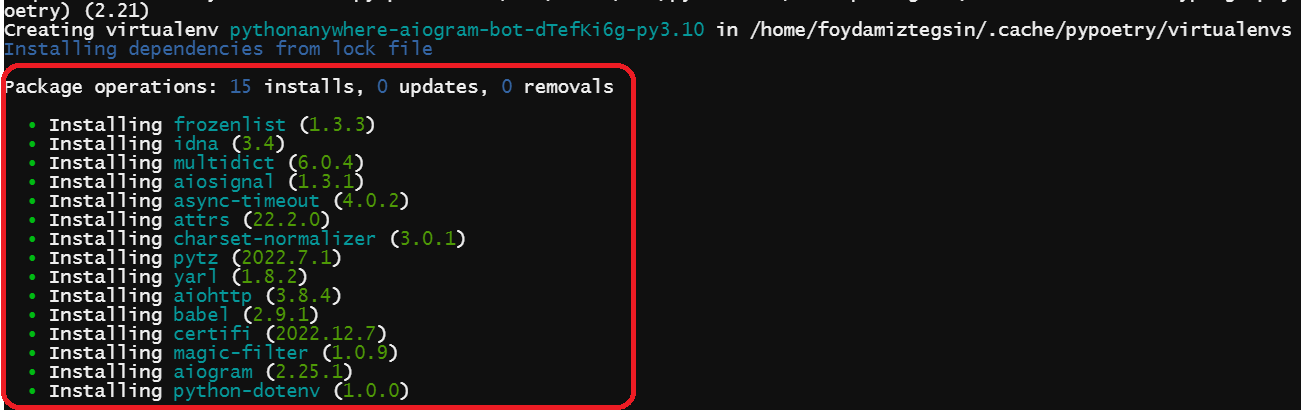 oetry) (2.21)
Creating virtualenv pythonanywhere-aiogram-bot-dTefKi6g-py3.10 in /home/foydamiztegsin/.cache/pypoetry/virtualenvs
Installing dependencies from lock file
Package operations: 15 installs, 0 updates, 0 removals
• Installing frozenlist (1.3.3)
• Installing idna (3.4)
• Installing multidict (6.0.4)
• Installing aiosignal (1.3.1)
• Installing async-timeout (4.0.2)
• Installing attrs (22.2.0)
• Installing charset-normalizer (3.0.1)
• Installing pytz (2022.7.1)
• Installing yarl (1.8.2)
• Installing aiohttp (3.8.4)
• Installing babel (2.9.1)
• Installing certifi (2022.12.7)
• Installing magic-filter (1.0.9)
• Installing aiogram (2.25.1)
• Installing python-dotenv (1.0.0)